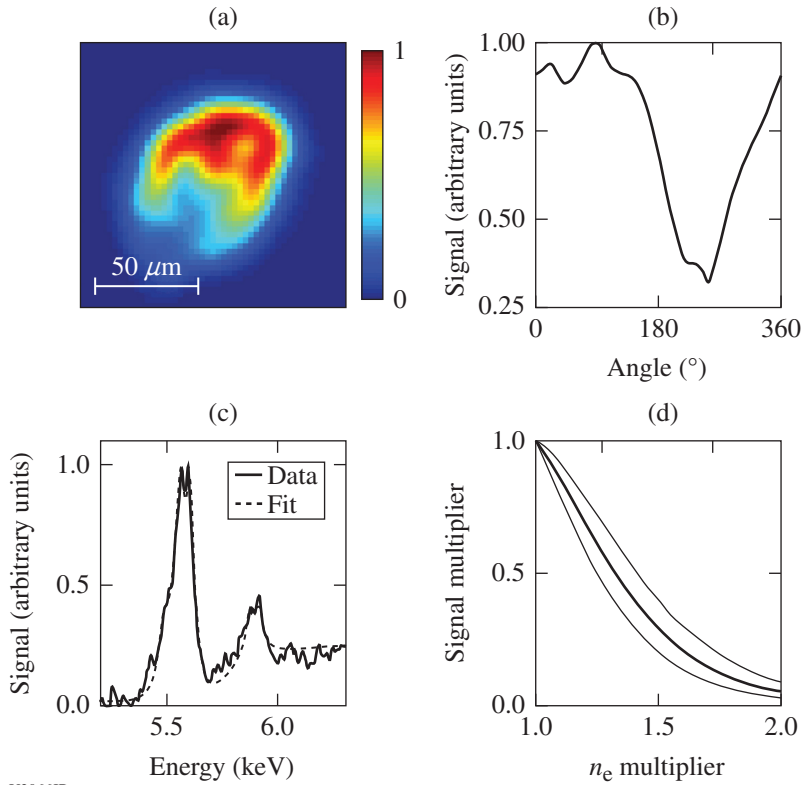 (a)
1
50 μm
0
(b)
Signal (arbitrary units)
1.00
0.75
0.50
0.25
0
180
360
Angle (°)
(c)
Signal (arbitrary units)
1.0
0.5
0.0
Data
Fit
5.5
6.0
Energy (keV)
(d)
Signal multiplier
1.0
0.5
0.0
1.0
1.5
2.0
ne multiplier